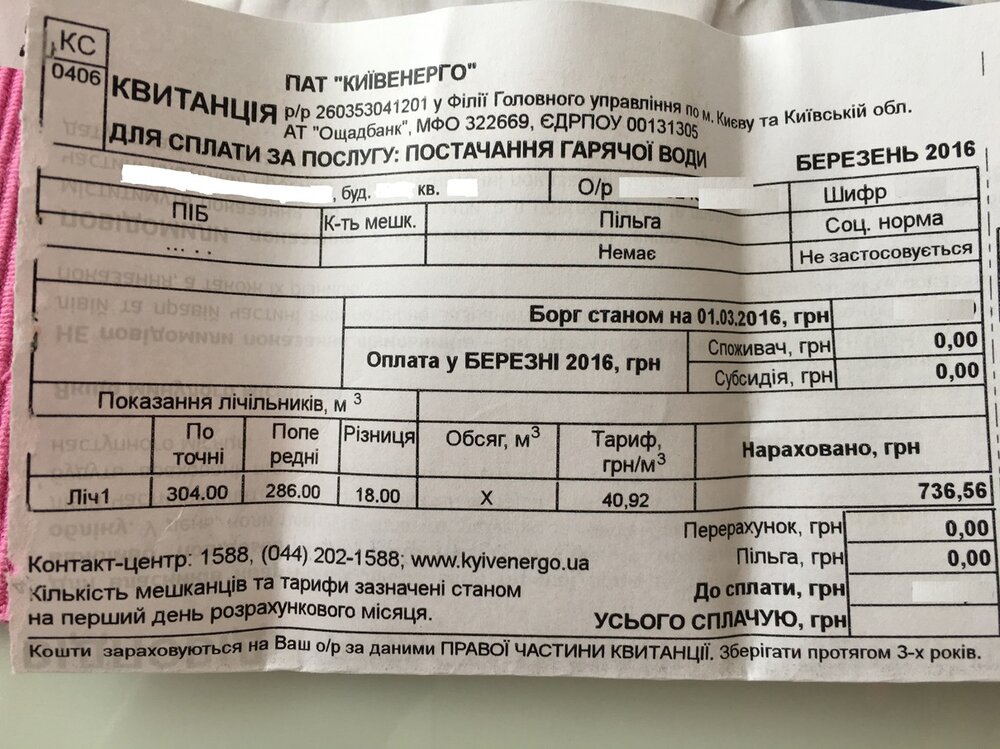 КС
0406
ПАТ "КИЇВЕНЕРГО"
КВИТАНЦІЯ р/р 260353041201 у Філії Головного управління по м. Києву та Київській обл.
АТ "Ощадбанк", МФО 322669, ЄДРПОУ 00131305
ДЛЯ СПЛАТИ ЗА ПОСЛУГУ: ПОСТАЧАННЯ ГАРЯЧОЇ ВОДИ
БЕРЕЗЕНЬ 2016
, буд. кв. О/р Шифр
ПІБ К-ть мешк. Пільга Соц. норма
Немає Не застосовується
Борг станом на 01.03.2016, грн
Оплата у БЕРЕЗНІ 2016, грн
Споживач, грн 0,00
Субсидія, грн 0,00
Показання лічільників, м 3
По точні Попе редні Різниця Обсяг, м3 Тариф, грн/м3 Нараховано, грн
Ліч1 304.00 286.00 18.00 X 40,92 736,56
Перерахунок, грн 0,00
Пільга, грн 0,00
Контакт-центр: 1588, (044) 202-1588; www.kyivenergo.ua
Кількість мешканців та тарифи зазначені станом
на перший день розрахункового місяця.
До сплати, грн
УСЬОГО СПЛАЧУЮ, грн
Кошти зараховуються на Ваш о/р за даними ПРАВОЇ ЧАСТИНИ КВИТАНЦІЇ. Зберігати протягом 3-х років.